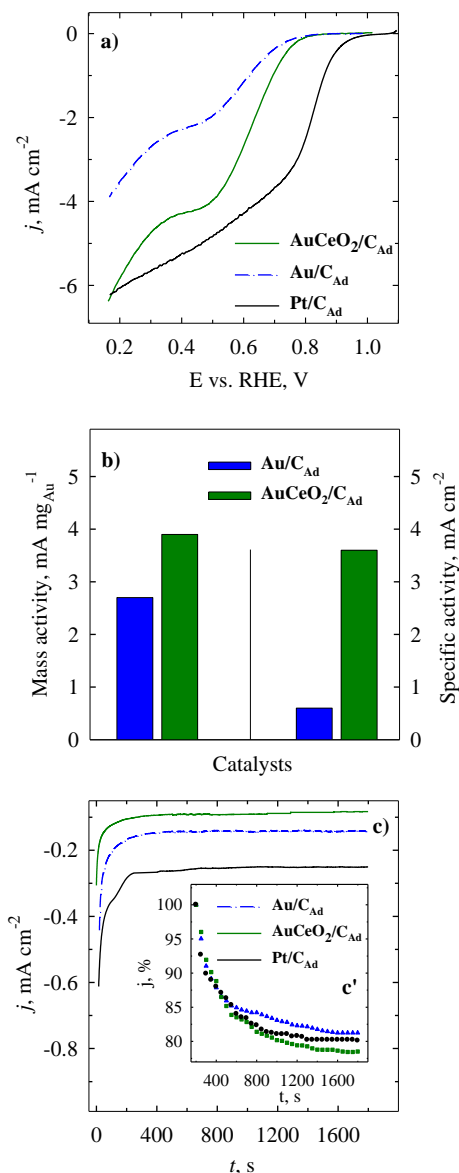 a)
0
-2
-4
-6
j, mA cm-2
AuCeO2/CAd
Au/CAd
Pt/CAd
0.2 0.4 0.6 0.8 1.0
E vs. RHE, V
b)
Au/CAd
AuCeO2/CAd
5 5
4 4
3 3
2 2
1 1
0 0
Mass activity, mA mgAu-1
Specific activity, mA cm-2
Catalysts
c)
-0.2
-0.4
-0.6
-0.8
j, mA cm-2
100
95
90
85
80
j, %
Au/CAd
AuCeO2/CAd
Pt/CAd
c'
400 800 1200 1600
t, s
0 400 800 1200 1600
t, s